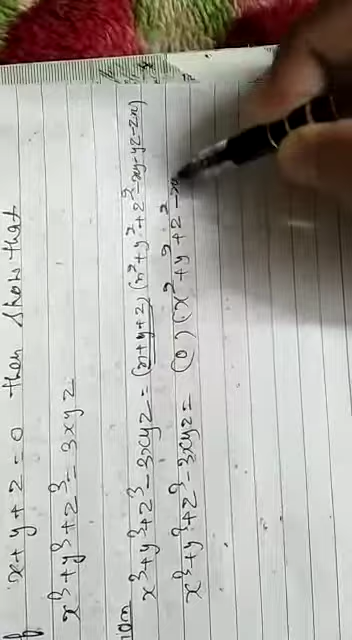 x+y+z=0 then show that
x³+y³+z³=3xyz
x³+y³+z³-3xyz=(x+y+z)(x²+y²+z²-xy-yz-zx)
x³+y³+z³-3xyz=(0)(x²+y²+z²-x